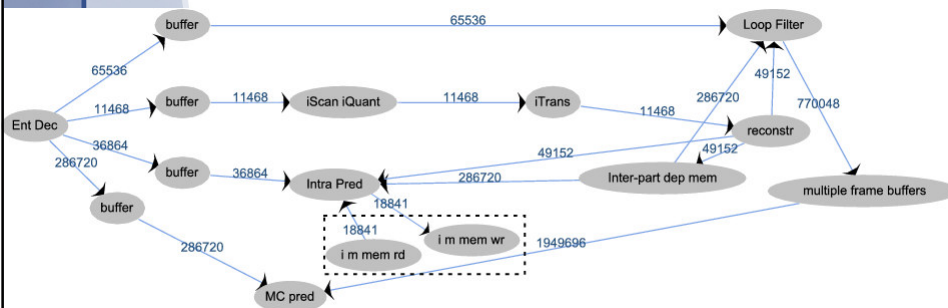 buffer
65536
Loop Filter
65536
49152
286720
770048
buffer
11468
iScan iQuant
11468
iTrans
11468
11468
Ent Dec
reconstr
36864
49152
49152
286720
buffer
36864
Intra Pred
286720
Inter-part dep mem
multiple frame buffers
buffer
18841
18841
i m mem wr
286720
1949696
i m mem rd
MC pred